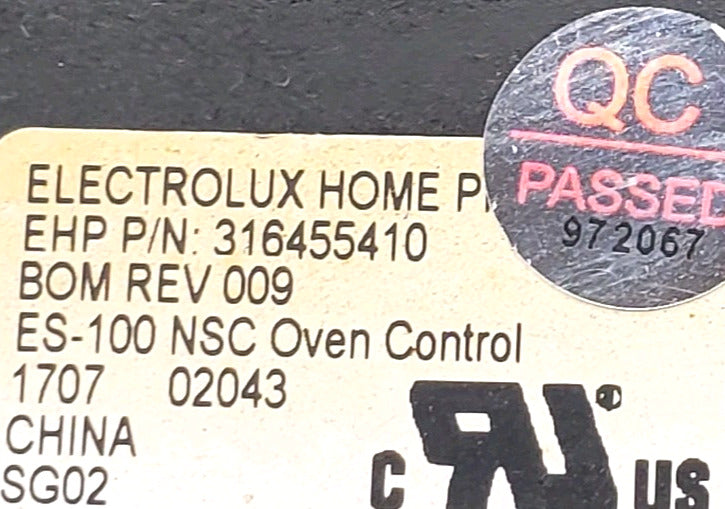 QC
PASSED
972067
ELECTROLUX HOME
EHP P/N: 316455410
BOM REV 009
ES-100 NSC Oven Control
1707 02043
CHINA
SG02
C RU ® US